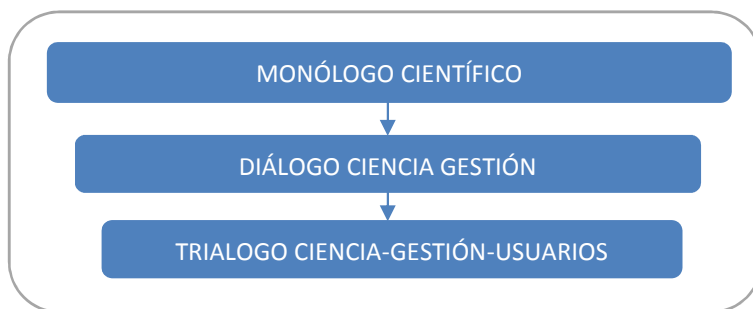 MONÓLOGO CIENTÍFICO
DIÁLOGO CIENCIA GESTIÓN
TRIALOGO CIENCIA-GESTIÓN-USUARIOS